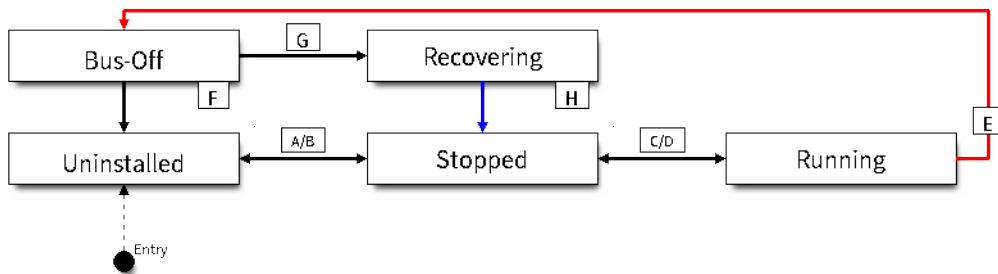 G
Bus-Off
Recovering
F
H
E
A/B
C/D
Uninstalled
Stopped
Running
Entry